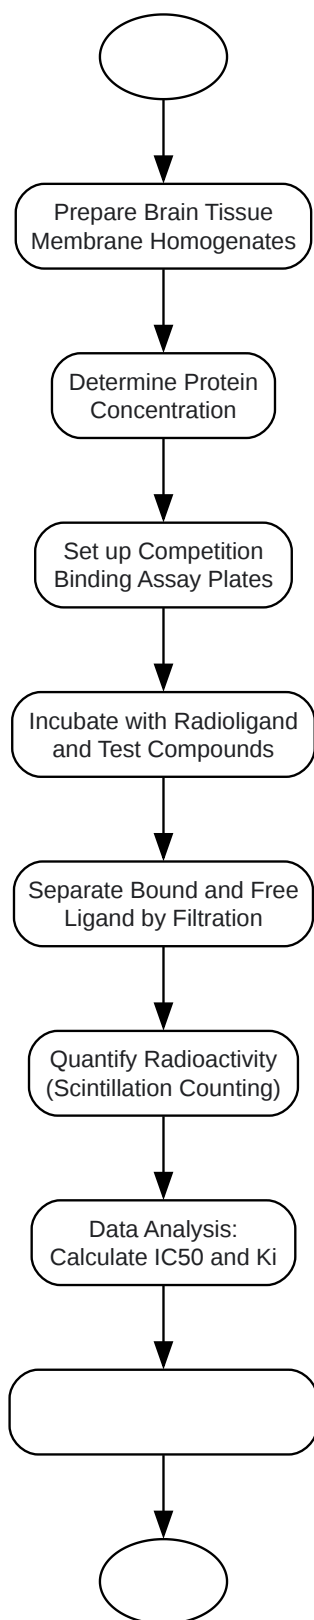 Prepare Brain Tissue
Membrane Homogenates
Determine Protein
Concentration
Set up Competition
Binding Assay Plates
Incubate with Radioligand
and Test Compounds
Separate Bound and Free
Ligand by Filtration
Quantify Radioactivity
(Scintillation Counting)
Data Analysis:
Calculate IC50 and Ki